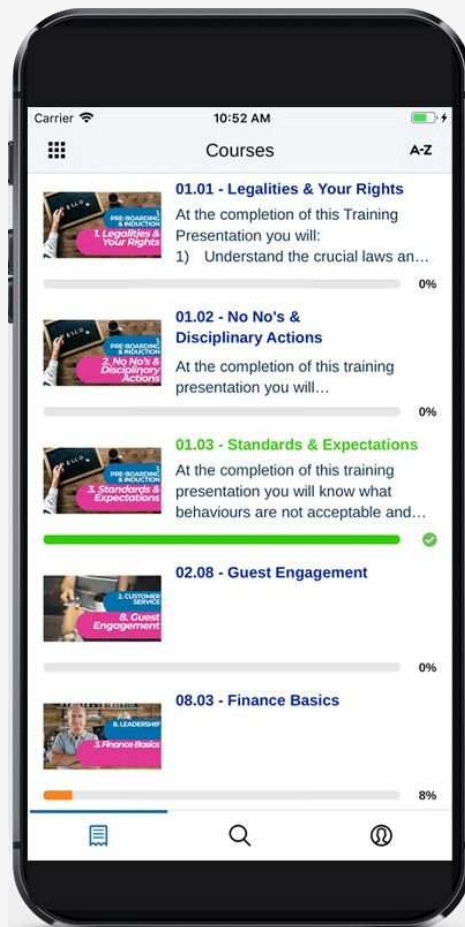 Carrier
10:52 AM
Courses
A-Z
PRE-BOARDING
& INDUCTION
1. Legalities &
Your Rights
01.01 - Legalities & Your Rights
At the completion of this Training
Presentation you will:
1) Understand the crucial laws an...
0%
PRE-BOARDING
& INDUCTION
2. No No's &
Disciplinary
Actions
01.02 - No No's &
Disciplinary Actions
At the completion of this training
presentation you will...
0%
PRE-BOARDING
& INDUCTION
3. Standards &
Expectations
01.03 - Standards & Expectations
At the completion of this training
presentation you will know what
behaviours are not acceptable and...
2. CUSTOMER
SERVICE
8. Guest
Engagement
02.08 - Guest Engagement
0%
8. LEADERSHIP
3. Finance Basics
08.03 - Finance Basics
8%